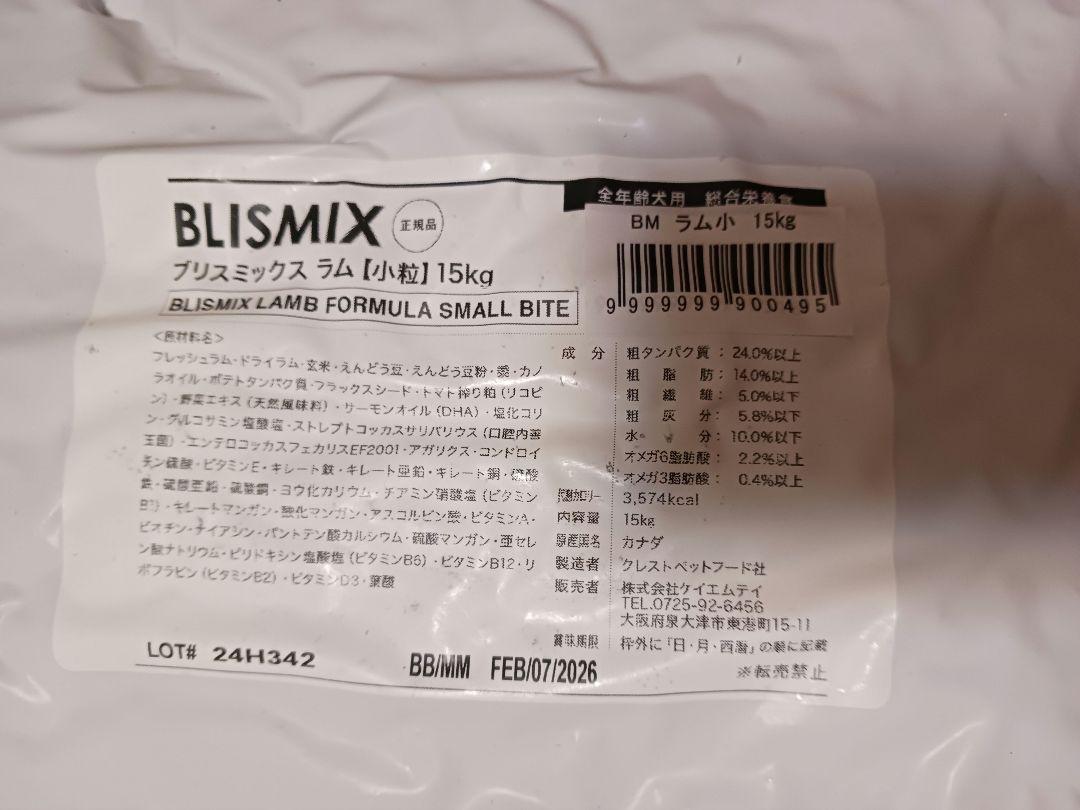 全年齢犬用 総合栄養食
BLISMIX 正規品
BM ラム小 15kg
ブリスミックス ラム【小粒】15kg
9 999999 900495
BLISMIX LAMB FORMULA SMALL BITE
<原材料名>
フレッシュラム・ドライラム・玄米・えんどう豆・えんどう豆粉・・カノ
ラオイル・ポテトタンパク質・フラックスシード・トマト搾り粕(リコピ
ン)・野菜エキス(天然風味料)・サーモンオイル(DHA)・塩化コリ
ン・グルコサミン塩酸塩・ストレプトコッカスサリバリウス(口腔内善
玉菌)・エンテロコッカスフェカリスEF2001・アガリクス・コンドロイ
チン硫酸・ビタミンE・キレート鉄・キレート亜鉛・キレート銅・硫酸
鉄・硫酸亜鉛・硫酸銅・ヨウ化カリウム・チアミン硝酸塩(ビタミン
B1)・キレートマンガン・酸化マンガン・アスコルビン酸・ビタミンA・
ビスチン・ナイアシン・パントテン酸カルシウム・硫酸マンガン・亜セレ
ン酸ナトリウム・ピリドキシン塩酸塩(ビタミンB6)・ビタミンB12・リ
ボフラビン(ビタミンB2)・ビタミンD3・葉酸
成分 粗タンパク質:24.0%以上
粗脂肪:14.0%以上
粗繊維:5.0%以下
粗灰分:5.8%以下
水分:10.0%以下
オメガ6脂肪酸:2.2%以上
オメガ3脂肪酸:0.4%以上
代謝カロリー 3,574kcal
内容量 15kg
原産国名 カナダ
製造者 クレストペットフード社
販売者 株式会社ケイエムテイ
TEL.0725-92-6456
大阪府泉大津市東港町15-11
賞味期限 枠外に「日・月・西暦」の順に記載
※転売禁止
LOT# 24H342
BB/MM FEB/07/2026